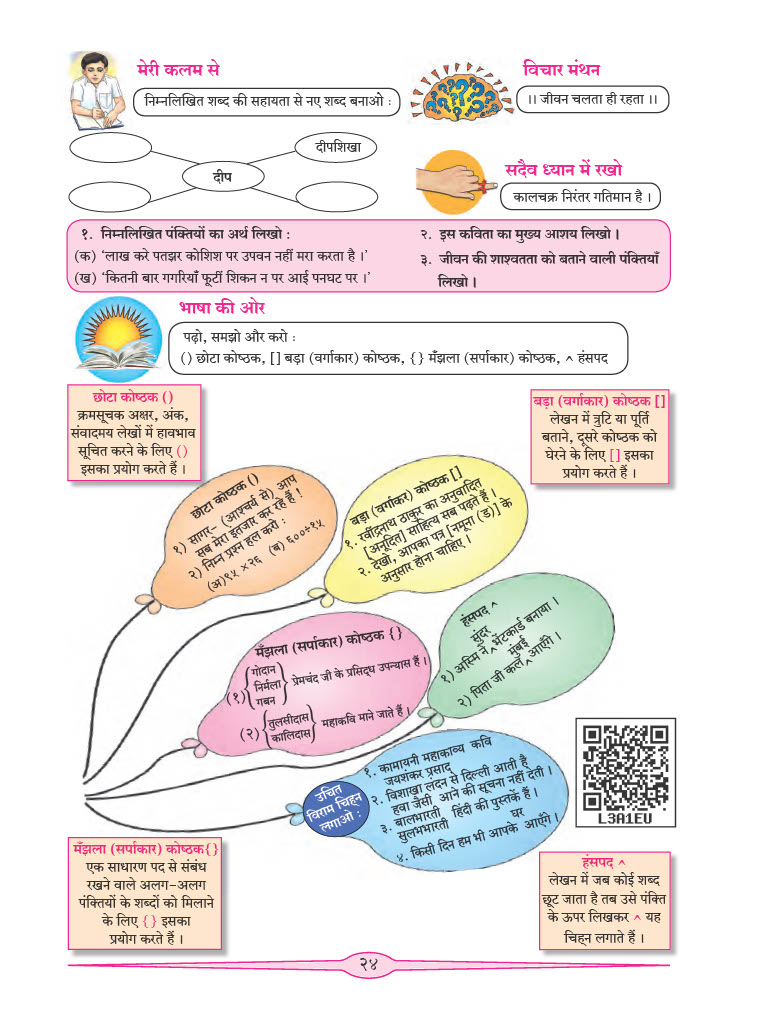 मेरी कलम से
निम्नलिखित शब्द की सहायता से नए शब्द बनाओ :
दीपशिखा
दीप
विचार मंथन
।। जीवन चलता ही रहता ।।
सदैव ध्यान में रखो
कालचक्र निरंतर गतिमान है ।
१. निम्नलिखित पंक्तियों का अर्थ लिखो :
(क) ‘लाख करे पतझर कोशिश पर उपवन नहीं मरा करता है ।’
(ख) ‘कितनी बार गगरियाँ फूटीं शिकन न पर आई पनघट पर ।’
२. इस कविता का मुख्य आशय लिखो ।
३. जीवन की शाश्वतता को बताने वाली पंक्तियाँ
लिखो ।
भाषा की ओर
पढ़ो, समझो और करो :
() छोटा कोष्ठक, [] बड़ा (वर्गाकार) कोष्ठक, {} मँझला (सर्पाकार) कोष्ठक, ^ हंसपद
छोटा कोष्ठक ()
क्रमसूचक अक्षर, अंक,
संवादमय लेखों में हावभाव
सूचित करने के लिए ()
इसका प्रयोग करते हैं ।
बड़ा (वर्गाकार) कोष्ठक []
लेखन में त्रुटि या पूर्ति
बताने, दूसरे कोष्ठक को
घेरने के लिए [] इसका
प्रयोग करते हैं ।
छोटा कोष्ठक ()
१) सागर- (आश्चर्य से) आप
सब मेरा इंतजार कर रहे हैं !
२) निम्न प्रश्न हल करो :
(अ)९५ × २६ (ब) ६००÷१५
बड़ा (वर्गाकर) कोष्ठक []
१. रवींद्रनाथ ठाकुर का अनुवादित
[अनूदित] साहित्य सब पढ़ते हैं ।
२. देखो, आपका पत्र [नमूना (ड)] के
अनुसार होना चाहिए ।
हंसपद ^
सुंदर
१) अस्मि ने ^ भेंटकार्ड बनाया ।
मुंबई
२) पिता जी कल ^ आएँगे ।
मँझला (सर्पाकार) कोष्ठक {}
(१) {गोदान
निर्मला
गबन} प्रेमचंद जी के प्रसिद्ध उपन्यास हैं ।
(२) {तुलसीदास
कालिदास} महाकवि माने जाते हैं ।
उचित
विराम चिह्न
लगाओ :
१. कामायनी महाकाव्य कवि
जयशंकर प्रसाद
२. विशाखा लंदन से दिल्ली आती है
हवा जैसी आने की सूचना नहीं देती ।
३. बालभारती
सुलभभारती हिंदी की पुस्तकें हैं ।
घर
४. किसी दिन हम भी आपके आएँगे ।
L3A1EU
मँझला (सर्पाकार) कोष्ठक{}
एक साधारण पद से संबंध
रखने वाले अलग-अलग
पंक्तियों के शब्दों को मिलाने
के लिए {} इसका
प्रयोग करते हैं ।
हंसपद ^
लेखन में जब कोई शब्द
छूट जाता है तब उसे पंक्ति
के ऊपर लिखकर ^ यह
चिह्न लगाते हैं ।
२४